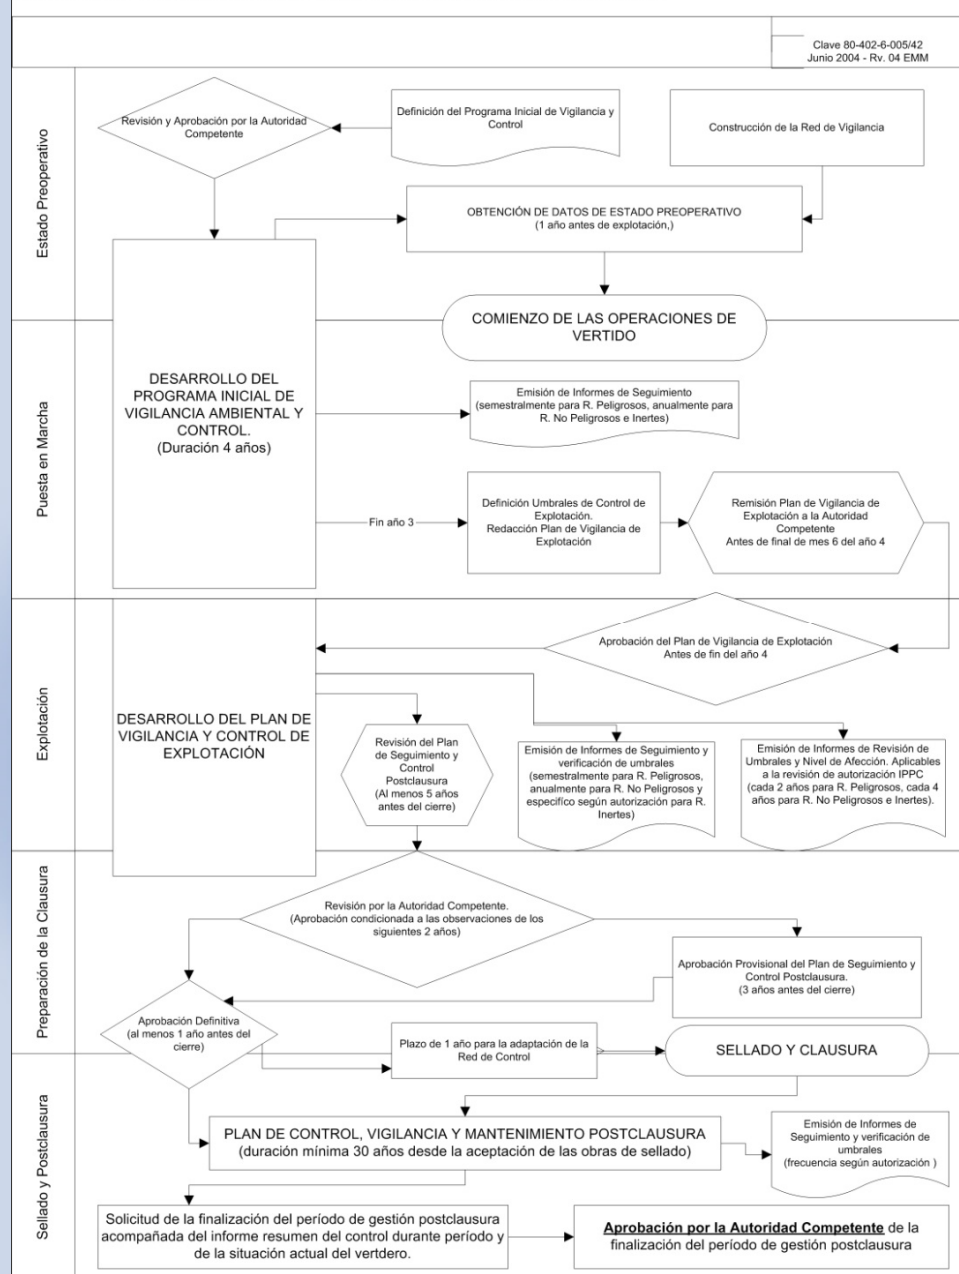 Clave 80-402-6-005/42
Junio 2004 - Rv. 04 EMM
Estado Preoperativo
Revisión y Aprobación por la Autoridad
Competente
Definición del Programa Inicial de Vigilancia y
Control
Construcción de la Red de Vigilancia
OBTENCIÓN DE DATOS DE ESTADO PREOPERATIVO
(1 año antes de explotación,)
COMIENZO DE LAS OPERACIONES DE
VERTIDO
Puesta en Marcha
DESARROLLO DEL
PROGRAMA INICIAL DE
VIGILANCIA AMBIENTAL Y
CONTROL.
(Duración 4 años)
Emisión de Informes de Seguimiento
(semestralmente para R. Peligrosos, anualmente para
R. No Peligrosos e Inertes)
Fin año 3
Definición Umbrales de Control de
Explotación.
Redacción Plan de Vigilancia de
Explotación
Remisión Plan de Vigilancia de
Explotación a la Autoridad
Competente
Antes de final de mes 6 del año 4
Explotación
Aprobación del Plan de Vigilancia de Explotación
Antes de fin del año 4
DESARROLLO DEL PLAN DE
VIGILANCIA Y CONTROL DE
EXPLOTACIÓN
Revisión del Plan
de Seguimiento y
Control
Postclausura
(Al menos 5 años
antes del cierre)
Emisión de Informes de Seguimiento y
verificación de umbrales
(semestralmente para R. Peligrosos,
anualmente para R. No Peligrosos y
especifíco según autorización para R.
Inertes)
Emisión de Informes de Revisión de
Umbrales y Nivel de Afección. Aplicables
a la revisión de autorización IPPC
(cada 2 años para R. Peligrosos, cada 4
años para R. No Peligrosos e Inertes).
Preparación de la Clausura
Revisión por la Autoridad Competente.
(Aprobación condicionada a las observaciones de los
siguientes 2 años)
Aprobación Provisional del Plan de Seguimiento y
Control Postclausura.
(3 años antes del cierre)
Aprobación Definitiva
(al menos 1 año antes del
cierre)
Plazo de 1 año para la adaptación de la
Red de Control
SELLADO Y CLAUSURA
Sellado y Postclausura
PLAN DE CONTROL, VIGILANCIA Y MANTENIMIENTO POSTCLAUSURA
(duración mínima 30 años desde la aceptación de las obras de sellado)
Emisión de Informes de
Seguimiento y verificación de
umbrales
(frecuencia según autorización )
Solicitud de la finalización del período de gestión postclausura
acompañada del informe resumen del control durante período y
de la situación actual del vertdero.
Aprobación por la Autoridad Competente de la
finalización del período de gestión postclausura